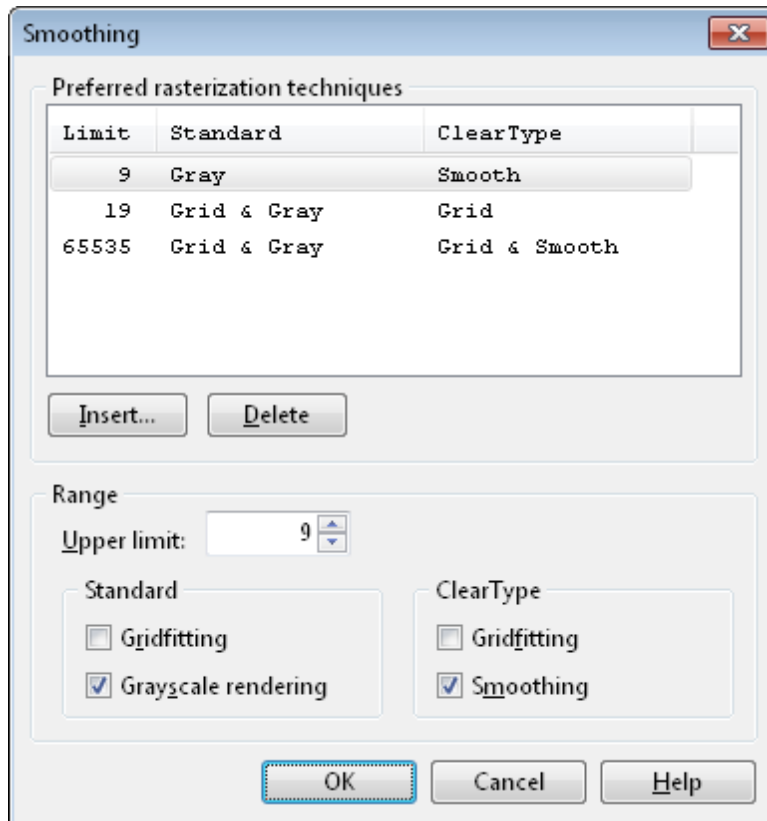 Smoothing
Preferred rasterization techniques
Limit Standard ClearType
9 Gray Smooth
19 Grid & Gray Grid
65535 Grid & Gray Grid & Smooth
Insert... Delete
Range
Upper limit: 9
Standard ClearType
Gridfitting Gridfitting
Grayscale rendering Smoothing
OK Cancel Help